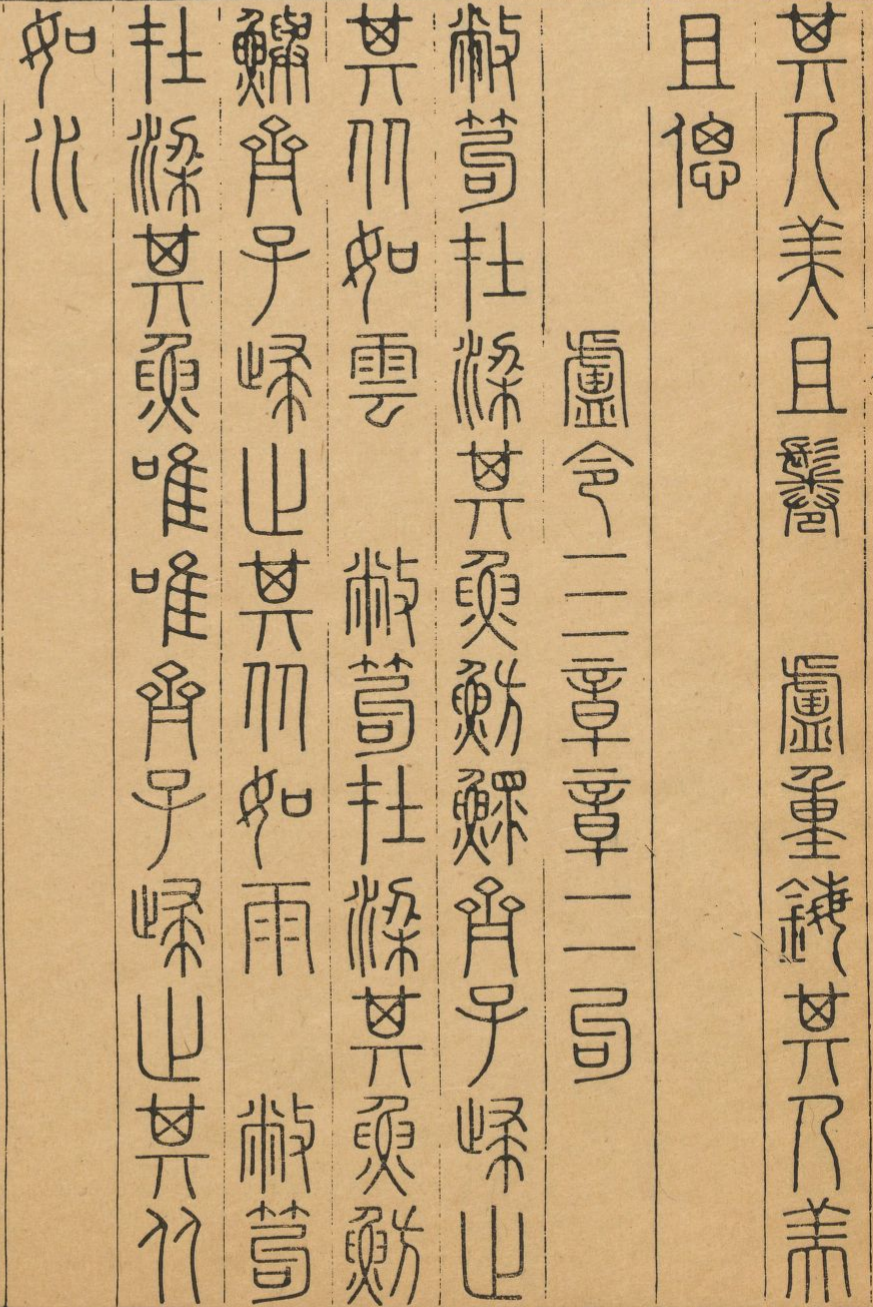 其人美且鬈　盧重鋂其人美
且偲
盧令三章章二句
敝笱在梁其魚魴鰥齊子歸止
其从如雲　敝笱在梁其魚魴
鱮齊子歸止其从如雨　敝笱
在梁其魚唯唯齊子歸止其从
如水